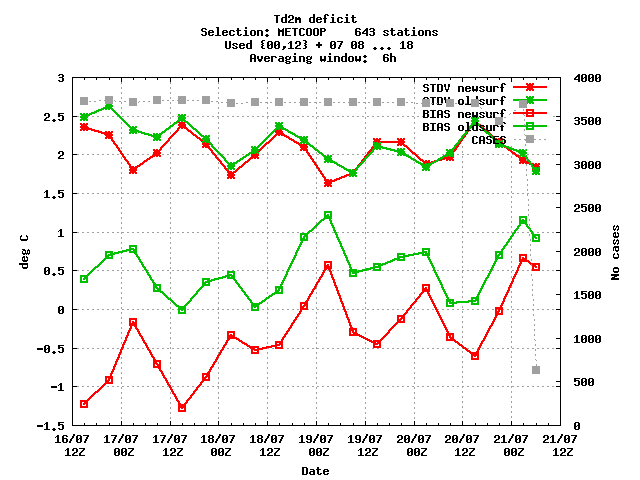 Td2m deficit
Selection: METCOOP 643 stations
Used {00,12} + 07 08 ... 18
Averaging window: 6h
3 4000
STDV newsurf
2.5 STDV oldsurf 3500
BIAS newsurf
BIAS oldsurf
CASES
2 3000
1.5 2500
1 2000
deg C
No cases
0.5 1500
0 1000
-0.5
-1 500
-1.5 0
16/07 17/07 17/07 18/07 18/07 19/07 19/07 20/07 20/07 21/07 21/07
12Z 00Z 12Z 00Z 12Z 00Z 12Z 00Z 12Z 00Z 12Z
Date